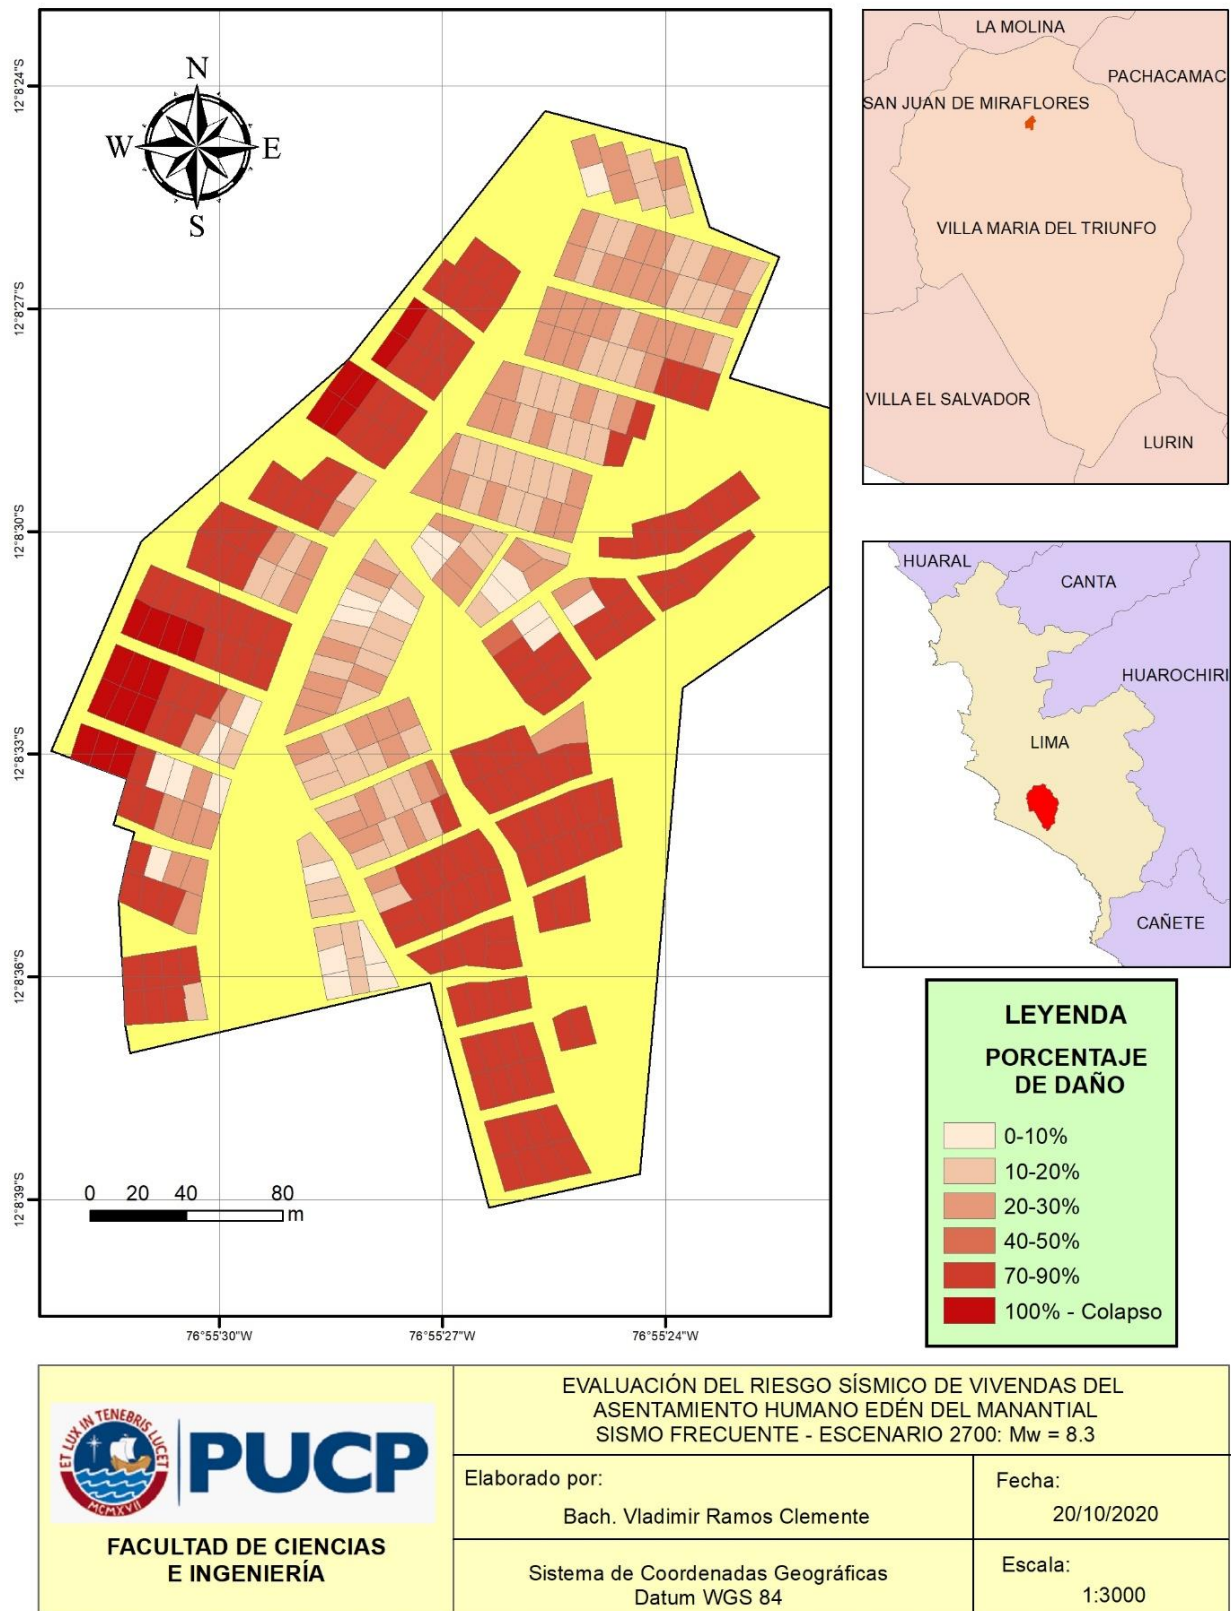 N
W
E
S
12°8'24"S
12°8'27"S
12°8'30"S
12°8'33"S
12°8'36"S
12°8'39"S
0 20 40 80
m
76°55'30"W
76°55'27"W
76°55'24"W
LA MOLINA
PACHACAMAC
SAN JUAN DE MIRAFLORES
VILLA MARIA DEL TRIUNFO
VILLA EL SALVADOR
LURIN
HUARAL
CANTA
HUAROCHIRI
LIMA
CAÑETE
LEYENDA
PORCENTAJE
DE DAÑO
0-10%
10-20%
20-30%
40-50%
70-90%
100% - Colapso
ET LUX IN TENEBRIS LUCET
MCMXVII
PUCP
FACULTAD DE CIENCIAS
E INGENIERÍA
EVALUACIÓN DEL RIESGO SÍSMICO DE VIVENDAS DEL
ASENTAMIENTO HUMANO EDÉN DEL MANANTIAL
SISMO FRECUENTE - ESCENARIO 2700: Mw = 8.3
Elaborado por:
Bach. Vladimir Ramos Clemente
Fecha:
20/10/2020
Sistema de Coordenadas Geográficas
Datum WGS 84
Escala:
1:3000